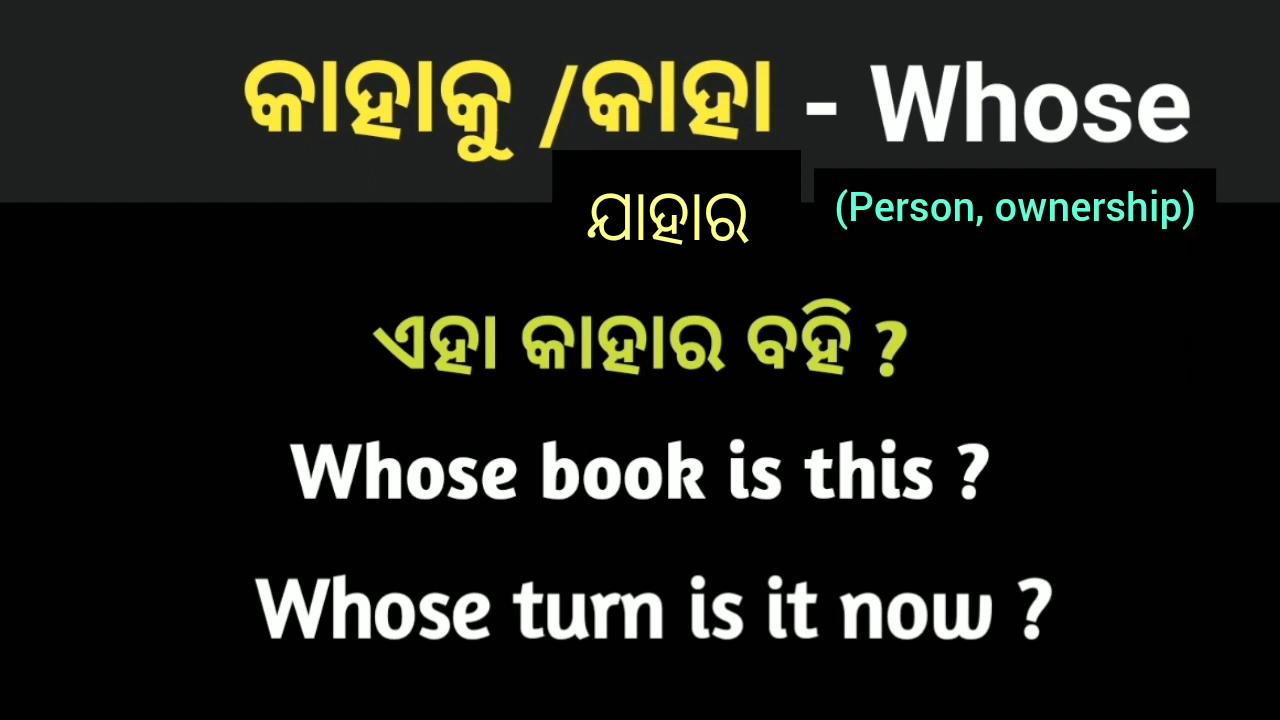 କାହାକୁ /କାହା - Whose
ଯାହାର (Person, ownership)
ଏହା କାହାର ବହି ?
Whose book is this ?
Whose turn is it now ?